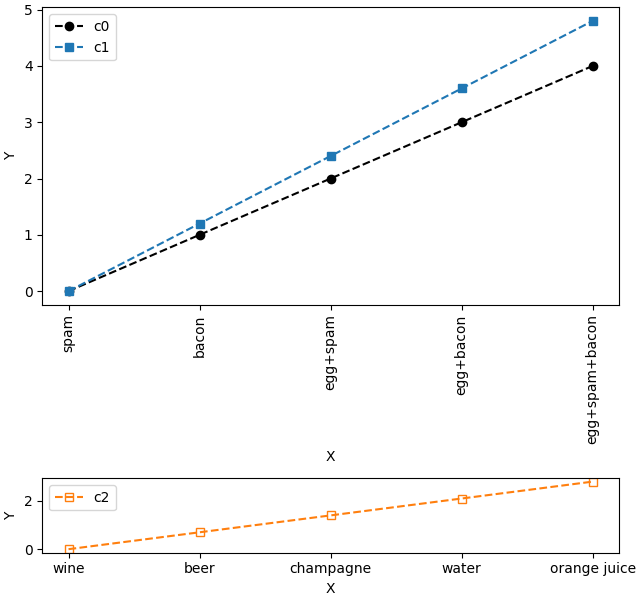 5
4
3
2
1
0
Y
c0
c1
spam
bacon
egg+spam
egg+bacon
egg+spam+bacon
X
2
0
Y
c2
wine beer champagne water orange juice
X